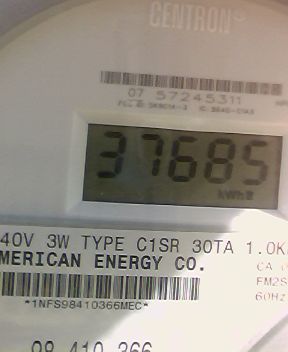 CENTRON
07 57245311
37685
kWh
40V 3W TYPE C1SR 30TA 1.0K
MERICAN ENERGY CO.
CA
FM2S
60HZ
*1NFS98410366MEC*
98 410 366